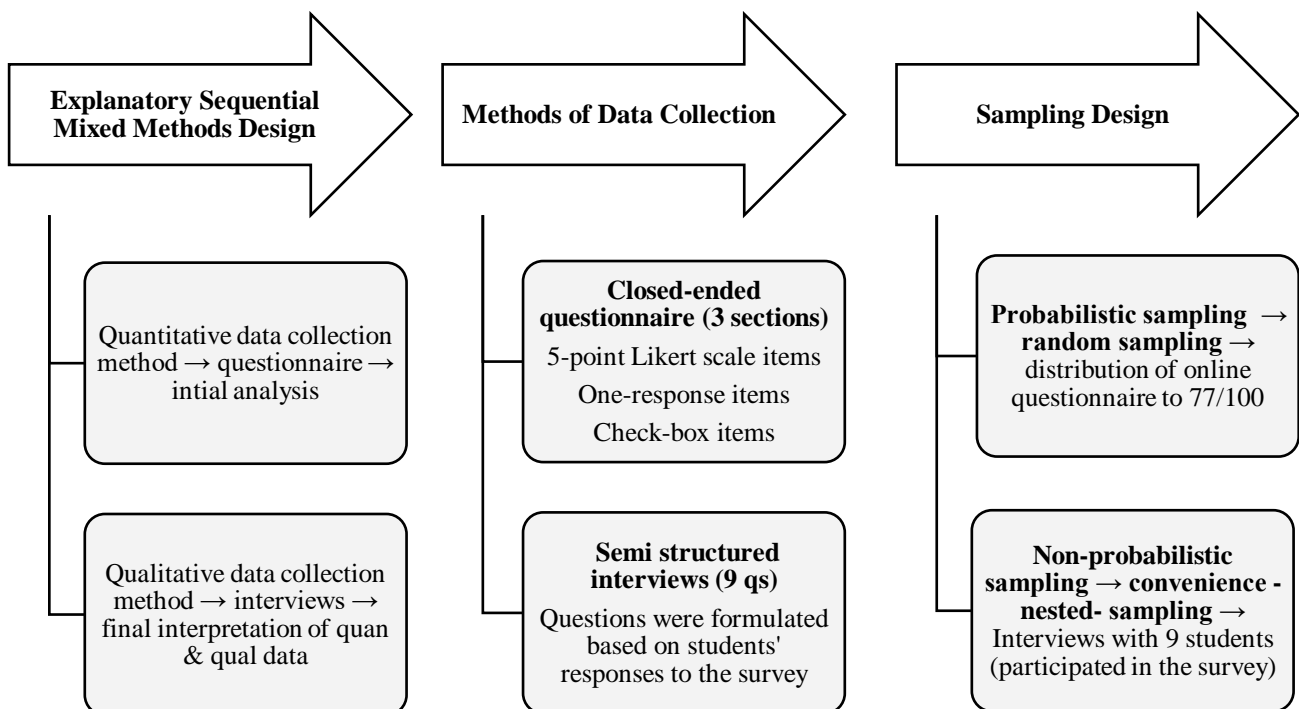 Explanatory Sequential
Mixed Methods Design
Quantitative data collection
method → questionnaire →
intial analysis
Qualitative data collection
method → interviews →
final interpretation of quan
& qual data
Methods of Data Collection
Closed-ended
questionnaire (3 sections)
5-point Likert scale items
One-response items
Check-box items
Semi structured
interviews (9 qs)
Questions were formulated
based on students'
responses to the survey
Sampling Design
Probabilistic sampling →
random sampling →
distribution of online
questionnaire to 77/100
Non-probabilistic
sampling → convenience -
nested- sampling →
Interviews with 9 students
(participated in the survey)